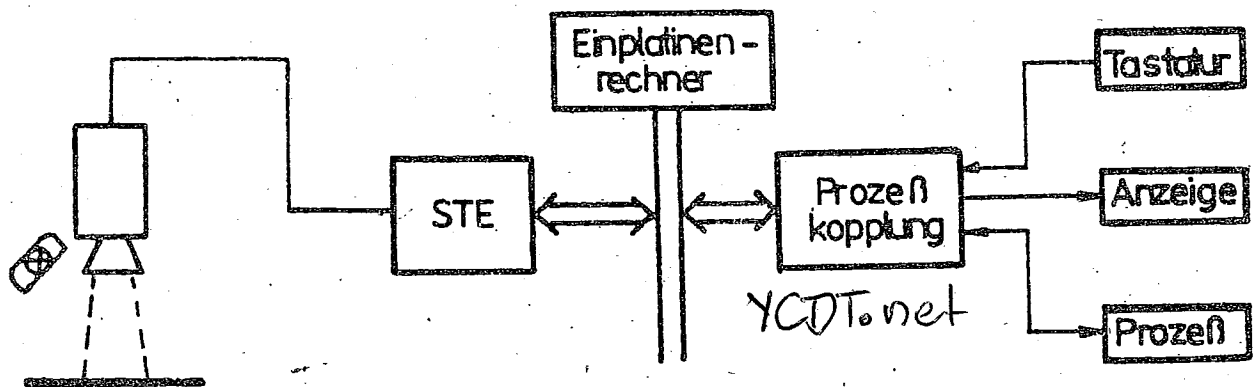 Einplatinen-
rechner
Tastatur
STE
Prozeß
kopplung
Anzeige
YCDT.net
Prozeß